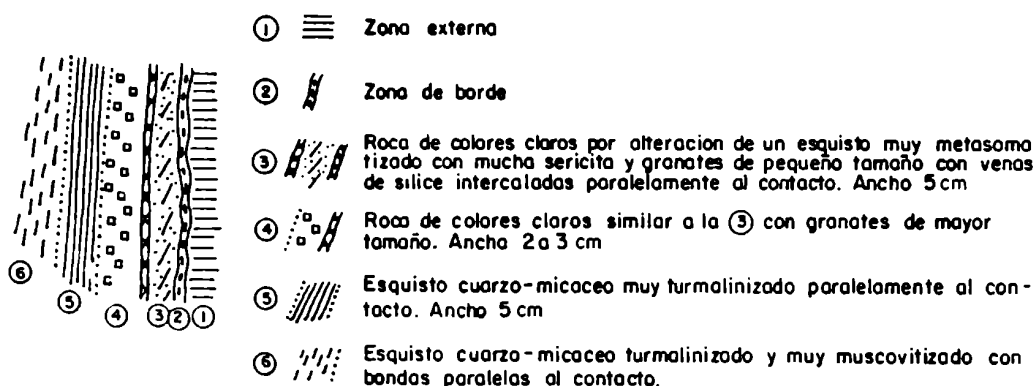 ① Zona externa
② Zona de borde
③ Roca de colores claros por alteracion de un esquisto muy metasoma
tizado con mucha sericita y granates de pequeño tamaño con venas
de silice intercaladas paralelamente al contacto. Ancho 5 cm
④ Roca de colores claros similar a la ③ con granates de mayor
tamaño. Ancho 2 a 3 cm
⑤ Esquisto cuarzo-micaceo muy turmalinizado paralelamente al con-
tacto. Ancho 5 cm
⑥ Esquisto cuarzo-micaceo turmalinizado y muy muscovitizado con
bandas paralelas al contacto.
⑥ ⑤ ④ ③ ② ①